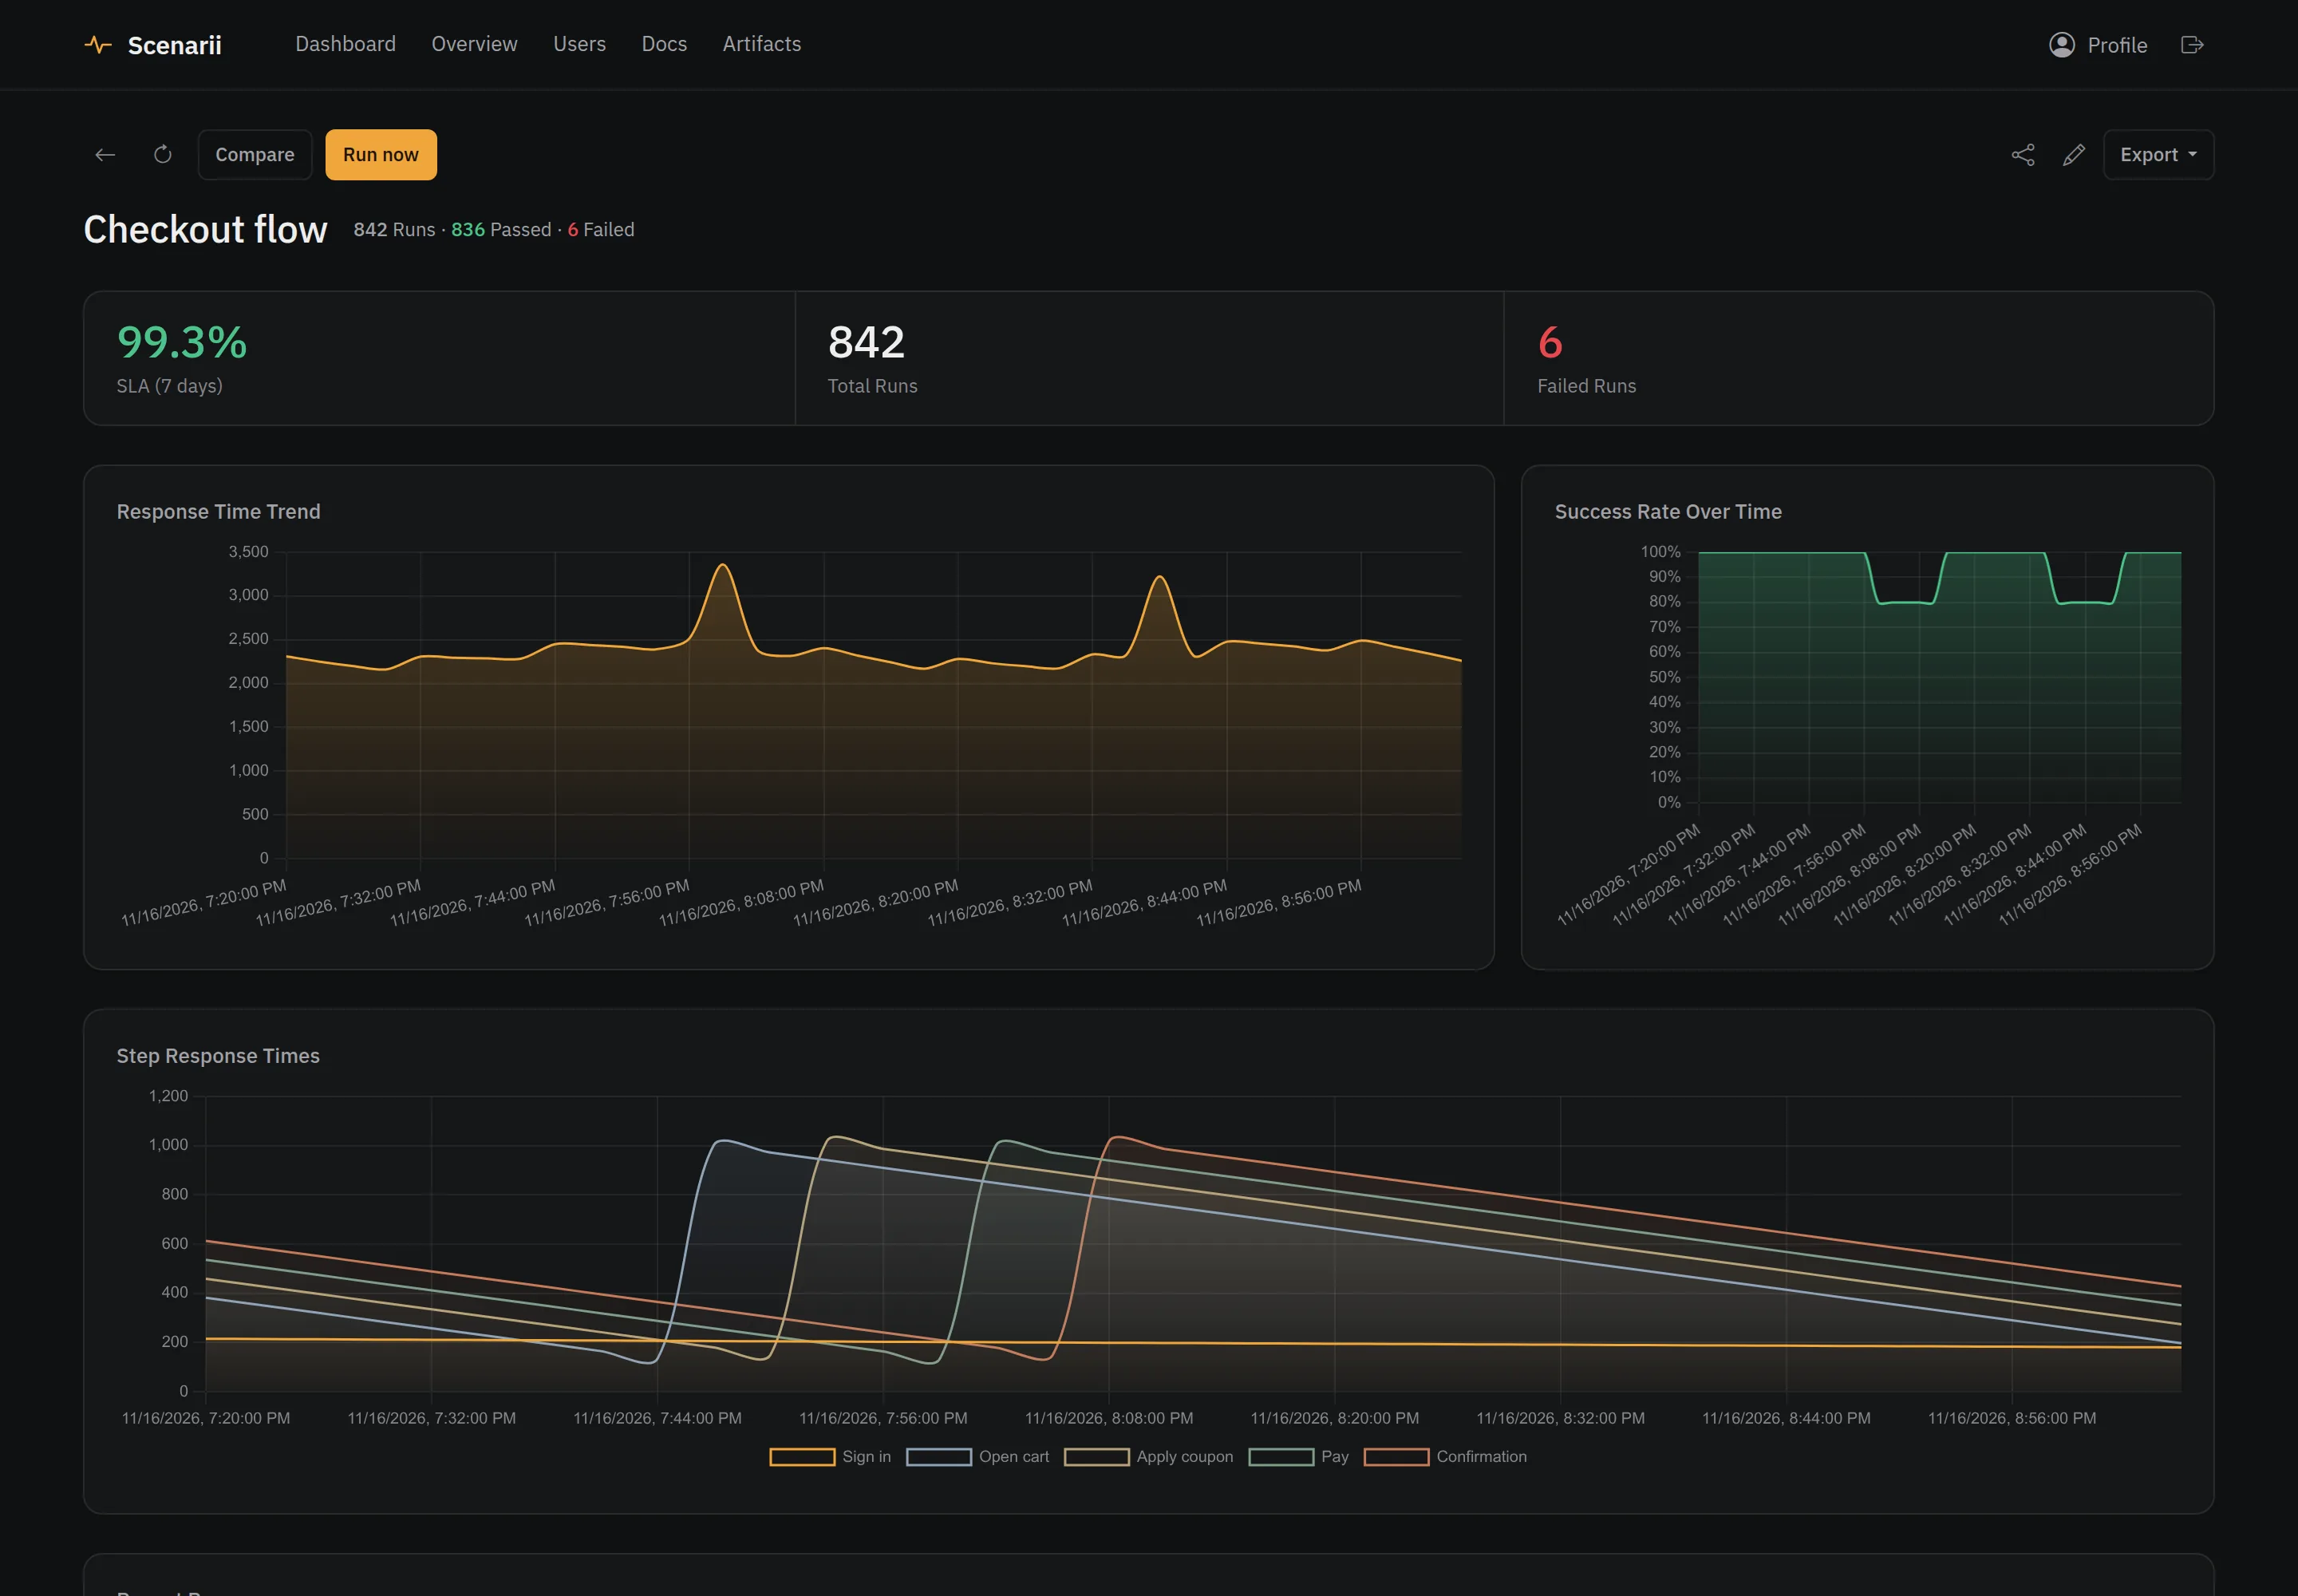 Scenarii
Dashboard Overview Users Docs Artifacts
Profile
Compare
Run now
Export
Checkout flow
842 Runs · 836 Passed · 6 Failed
99.3%
SLA (7 days)
842
Total Runs
6
Failed Runs
Response Time Trend
3,500
3,000
2,500
2,000
1,500
1,000
500
0
11/16/2026, 7:20:00 PM
11/16/2026, 7:32:00 PM
11/16/2026, 7:44:00 PM
11/16/2026, 7:56:00 PM
11/16/2026, 8:08:00 PM
11/16/2026, 8:20:00 PM
11/16/2026, 8:32:00 PM
11/16/2026, 8:44:00 PM
11/16/2026, 8:56:00 PM
Success Rate Over Time
100%
90%
80%
70%
60%
50%
40%
30%
20%
10%
0%
11/16/2026, 7:20:00 PM
11/16/2026, 7:32:00 PM
11/16/2026, 7:44:00 PM
11/16/2026, 7:56:00 PM
11/16/2026, 8:08:00 PM
11/16/2026, 8:20:00 PM
11/16/2026, 8:32:00 PM
11/16/2026, 8:44:00 PM
11/16/2026, 8:56:00 PM
Step Response Times
1,200
1,000
800
600
400
200
0
11/16/2026, 7:20:00 PM
11/16/2026, 7:32:00 PM
11/16/2026, 7:44:00 PM
11/16/2026, 7:56:00 PM
11/16/2026, 8:08:00 PM
11/16/2026, 8:20:00 PM
11/16/2026, 8:32:00 PM
11/16/2026, 8:44:00 PM
11/16/2026, 8:56:00 PM
Sign in Open cart Apply coupon Pay Confirmation